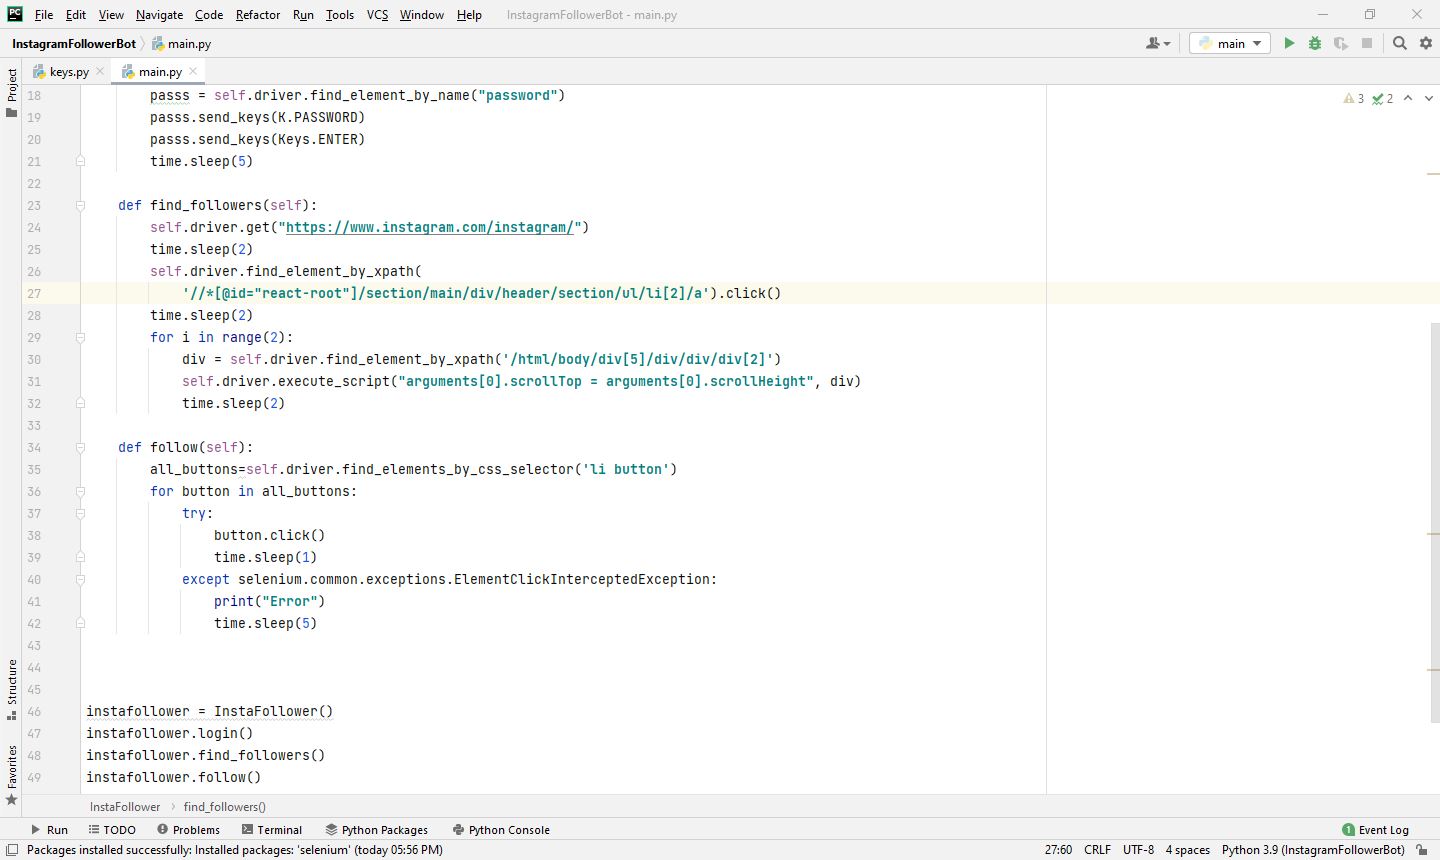 PC File Edit View Navigate Code Refactor Run Tools VCS Window Help InstagramFollowerBot - main.py
InstagramFollowerBot main.py main
keys.py main.py
Project
3 2
18 passs = self.driver.find_element_by_name("password")
19 passs.send_keys(K.PASSWORD)
20 passs.send_keys(Keys.ENTER)
21 time.sleep(5)
22
23 def find_followers(self):
24 self.driver.get("https://www.instagram.com/instagram/")
25 time.sleep(2)
26 self.driver.find_element_by_xpath(
27 '//*[@id="react-root"]/section/main/div/header/section/ul/li[2]/a').click()
28 time.sleep(2)
29 for i in range(2):
30 div = self.driver.find_element_by_xpath('/html/body/div[5]/div/div/div[2]')
31 self.driver.execute_script("arguments[0].scrollTop = arguments[0].scrollHeight", div)
32 time.sleep(2)
33
34 def follow(self):
35 all_buttons=self.driver.find_elements_by_css_selector('li button')
36 for button in all_buttons:
37 try:
38 button.click()
39 time.sleep(1)
40 except selenium.common.exceptions.ElementClickInterceptedException:
41 print("Error")
42 time.sleep(5)
43
44
45
46 instafollower = InstaFollower()
47 instafollower.login()
48 instafollower.find_followers()
49 instafollower.follow()
Structure
Favorites
InstaFollower find_followers()
Run TODO Problems Terminal Python Packages Python Console 1 Event Log
Packages installed successfully: Installed packages: 'selenium' (today 05:56 PM) 27:60 CRLF UTF-8 4 spaces Python 3.9 (InstagramFollowerBot)